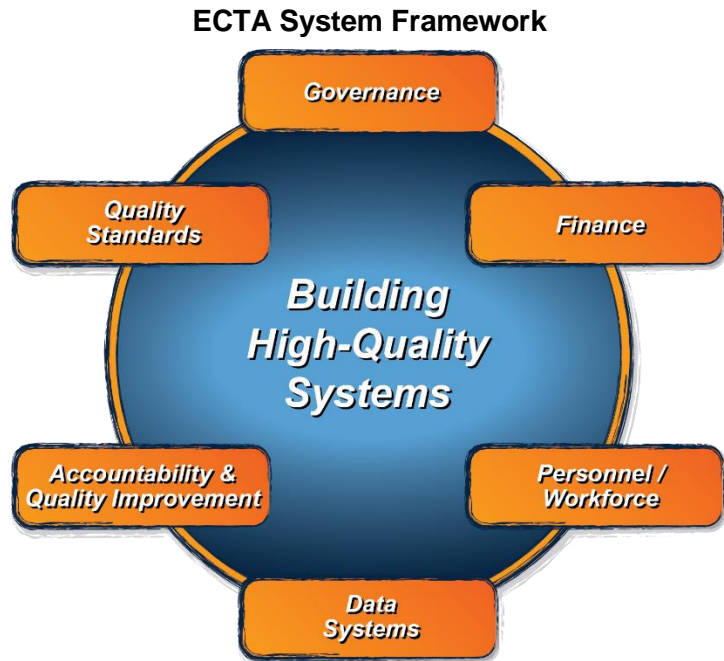 ECTA System Framework
Governance
Quality
Standards
Finance
Building
High-Quality
Systems
Accountability &
Quality Improvement
Personnel /
Workforce
Data
Systems